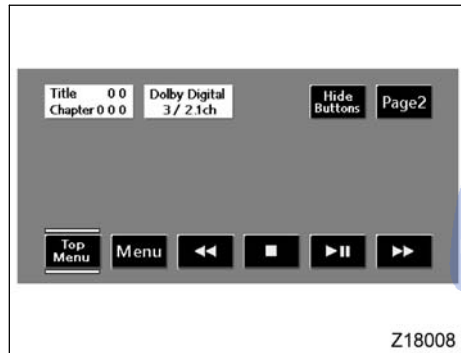 Title 0 0
Chapter 0 0 0
Dolby Digital
3 / 2.1ch
Hide
Buttons
Page2
Top
Menu
Menu
Z18008